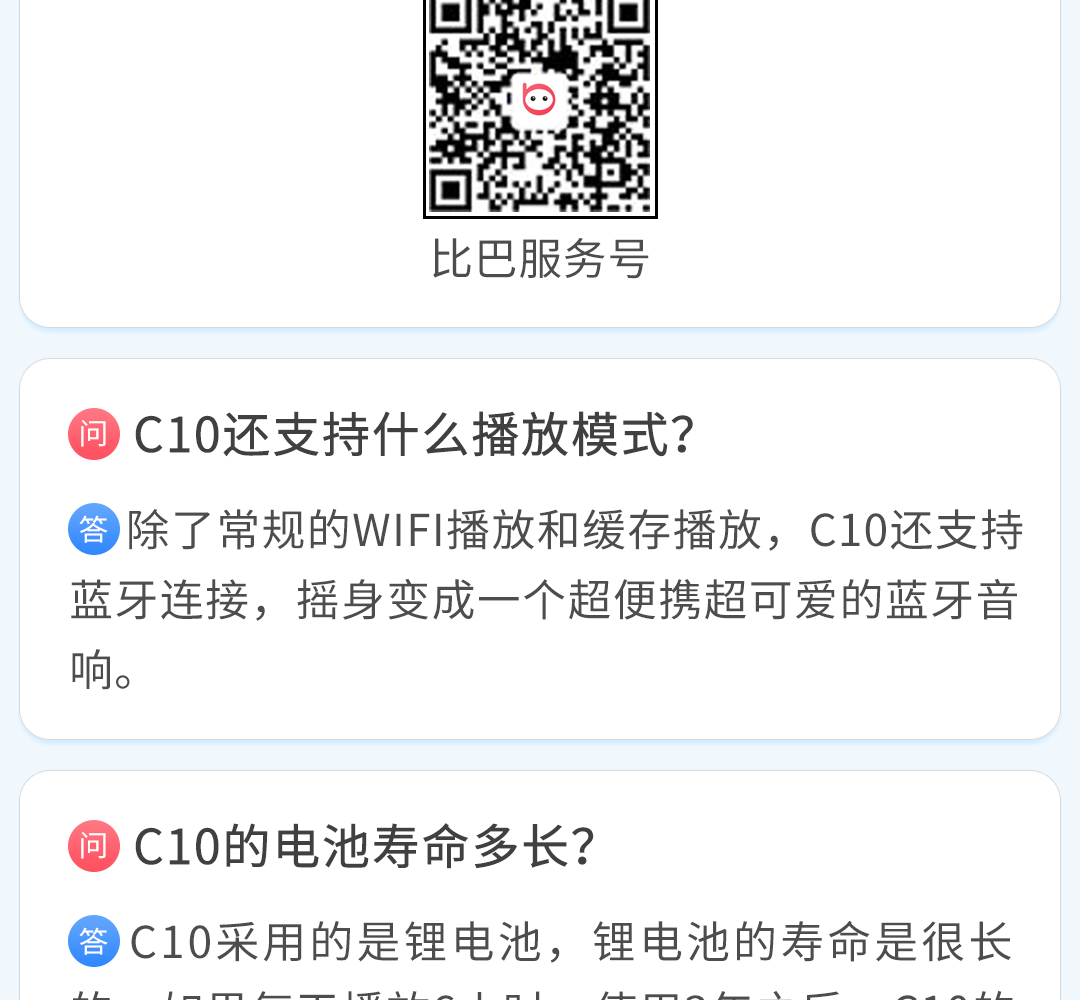 比巴服务号
问 C10还支持什么播放模式？
答 除了常规的WIFI播放和缓存播放，C10还支持
蓝牙连接，摇身变成一个超便携超可爱的蓝牙音
响。
问 C10的电池寿命多长？
答 C10采用的是锂电池，锂电池的寿命是很长